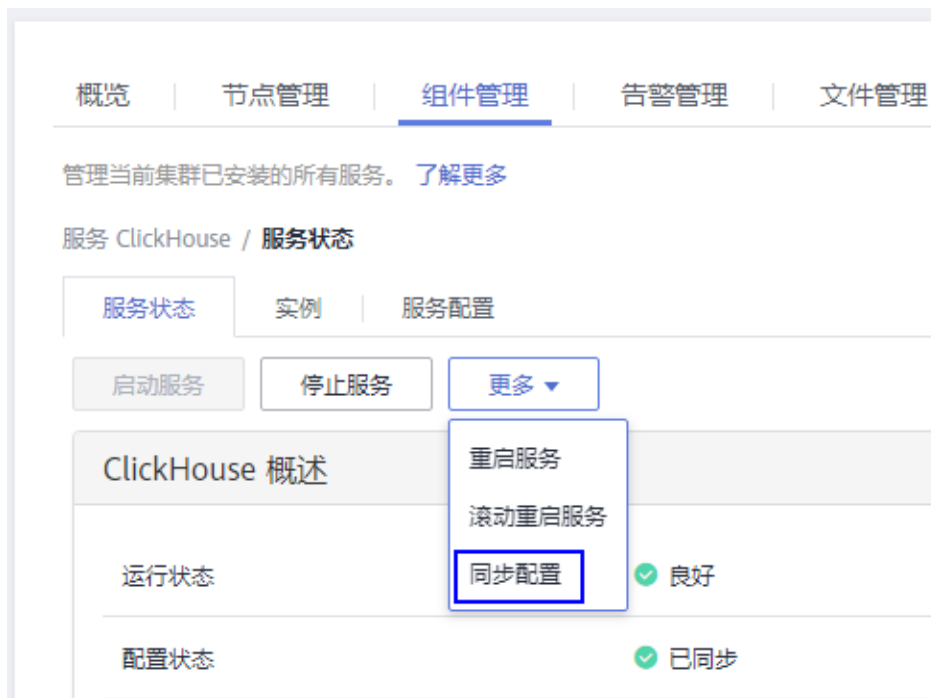 概览 节点管理 组件管理 告警管理 文件管理
管理当前集群已安装的所有服务。 了解更多
服务 ClickHouse / 服务状态
服务状态 实例 服务配置
启动服务 停止服务 更多
ClickHouse 概述
重启服务
滚动重启服务
同步配置
运行状态 良好
配置状态 已同步